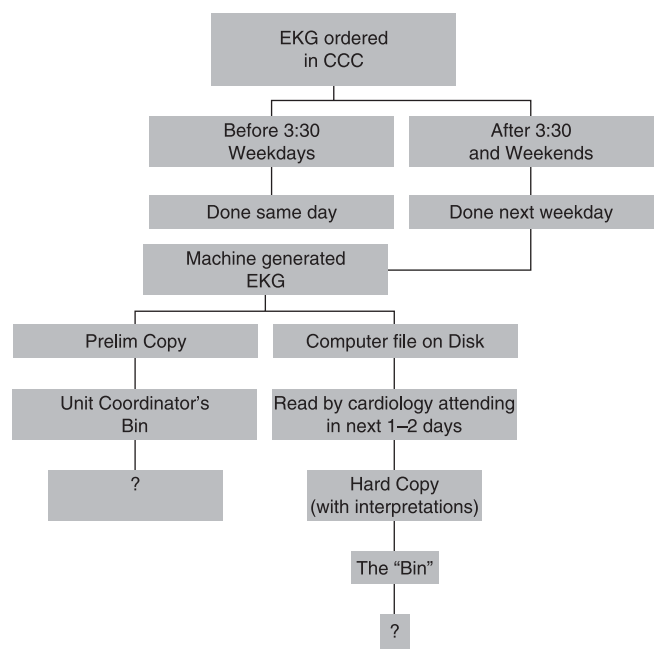 EKG ordered
in CCC
Before 3:30
Weekdays
After 3:30
and Weekends
Done same day
Done next weekday
Machine generated
EKG
Prelim Copy
Computer file on Disk
Unit Coordinator's
Bin
Read by cardiology attending
in next 1–2 days
?
Hard Copy
(with interpretations)
The “Bin”
?